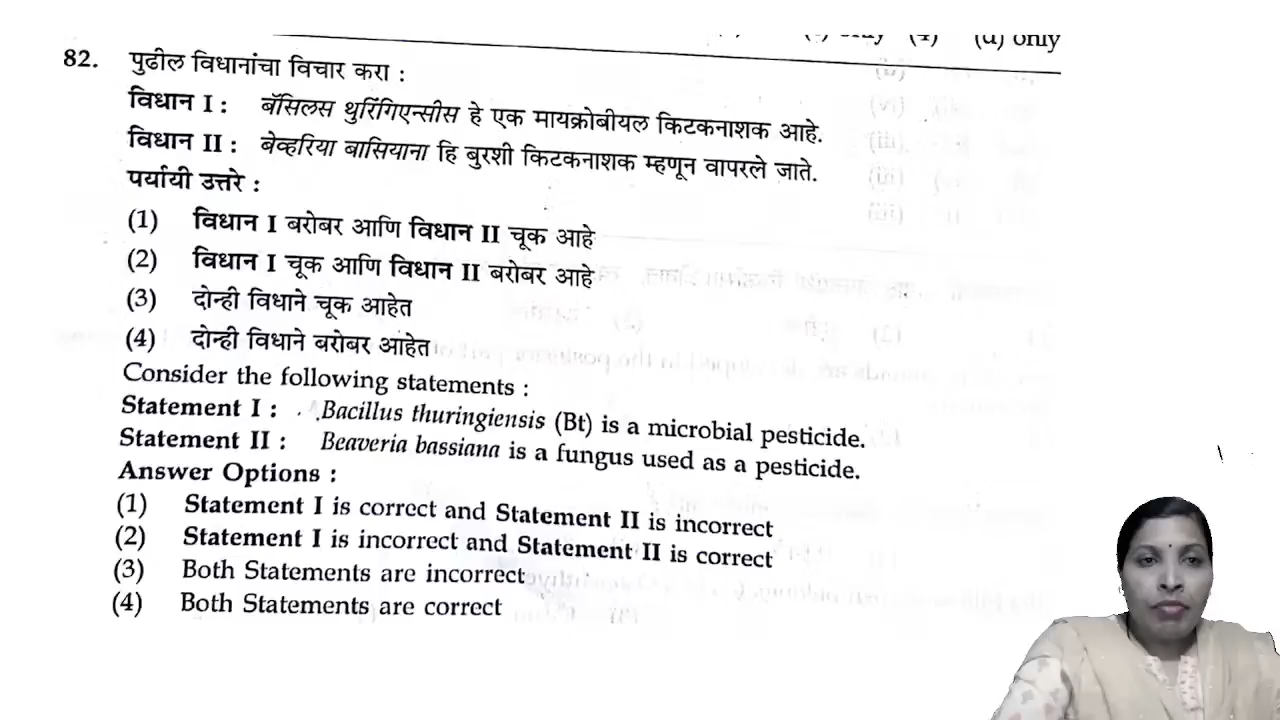 (d) only
82. पुढील विधानांचा विचार करा :
विधान I : बॅसिलस थुरिंगिएन्सीस हे एक मायक्रोबीयल किटकनाशक आहे.
विधान II : बेव्हरिया बासियाना हि बुरशी किटकनाशक म्हणून वापरले जाते.
पर्यायी उत्तरे :
(1) विधान I बरोबर आणि विधान II चूक आहे
(2) विधान I चूक आणि विधान II बरोबर आहे
(3) दोन्ही विधाने चूक आहेत
(4) दोन्ही विधाने बरोबर आहेत
Consider the following statements :
Statement I : Bacillus thuringiensis (Bt) is a microbial pesticide.
Statement II : Beaveria bassiana is a fungus used as a pesticide.
Answer Options :
(1) Statement I is correct and Statement II is incorrect
(2) Statement I is incorrect and Statement II is correct
(3) Both Statements are incorrect
(4) Both Statements are correct